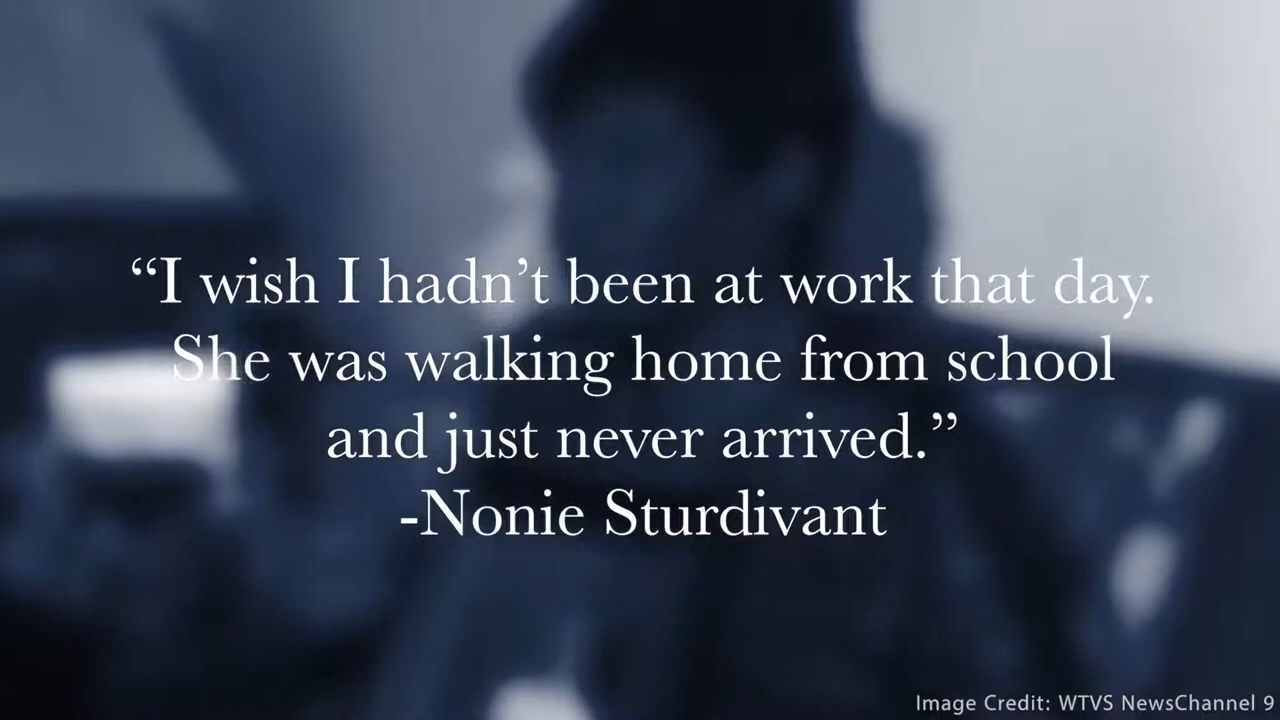 “I wish I hadn’t been at work that day.
She was walking home from school
and just never arrived.”
-Nonie Sturdivant
Image Credit: WTVS NewsChannel 9